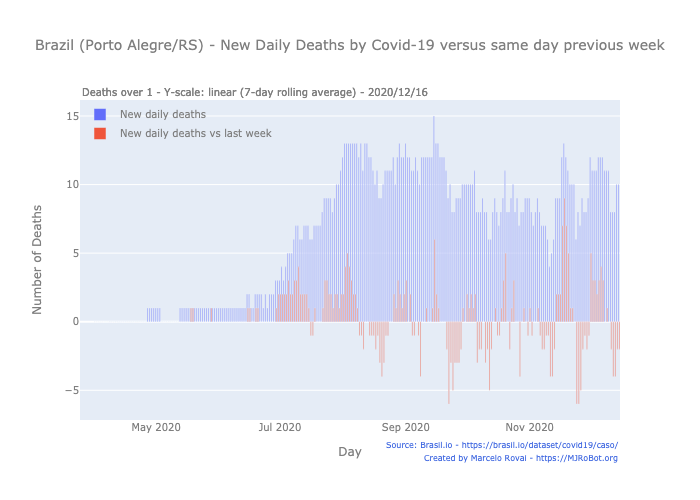 Brazil (Porto Alegre/RS) - New Daily Deaths by Covid-19 versus same day previous week
Deaths over 1 - Y-scale: linear (7-day rolling average) - 2020/12/16
New daily deaths
New daily deaths vs last week
Number of Deaths
15
10
5
0
−5
May 2020
Jul 2020
Sep 2020
Nov 2020
Day
Source: Brasil.io - https://brasil.io/dataset/covid19/caso/
Created by Marcelo Rovai - https://MJRoBot.org